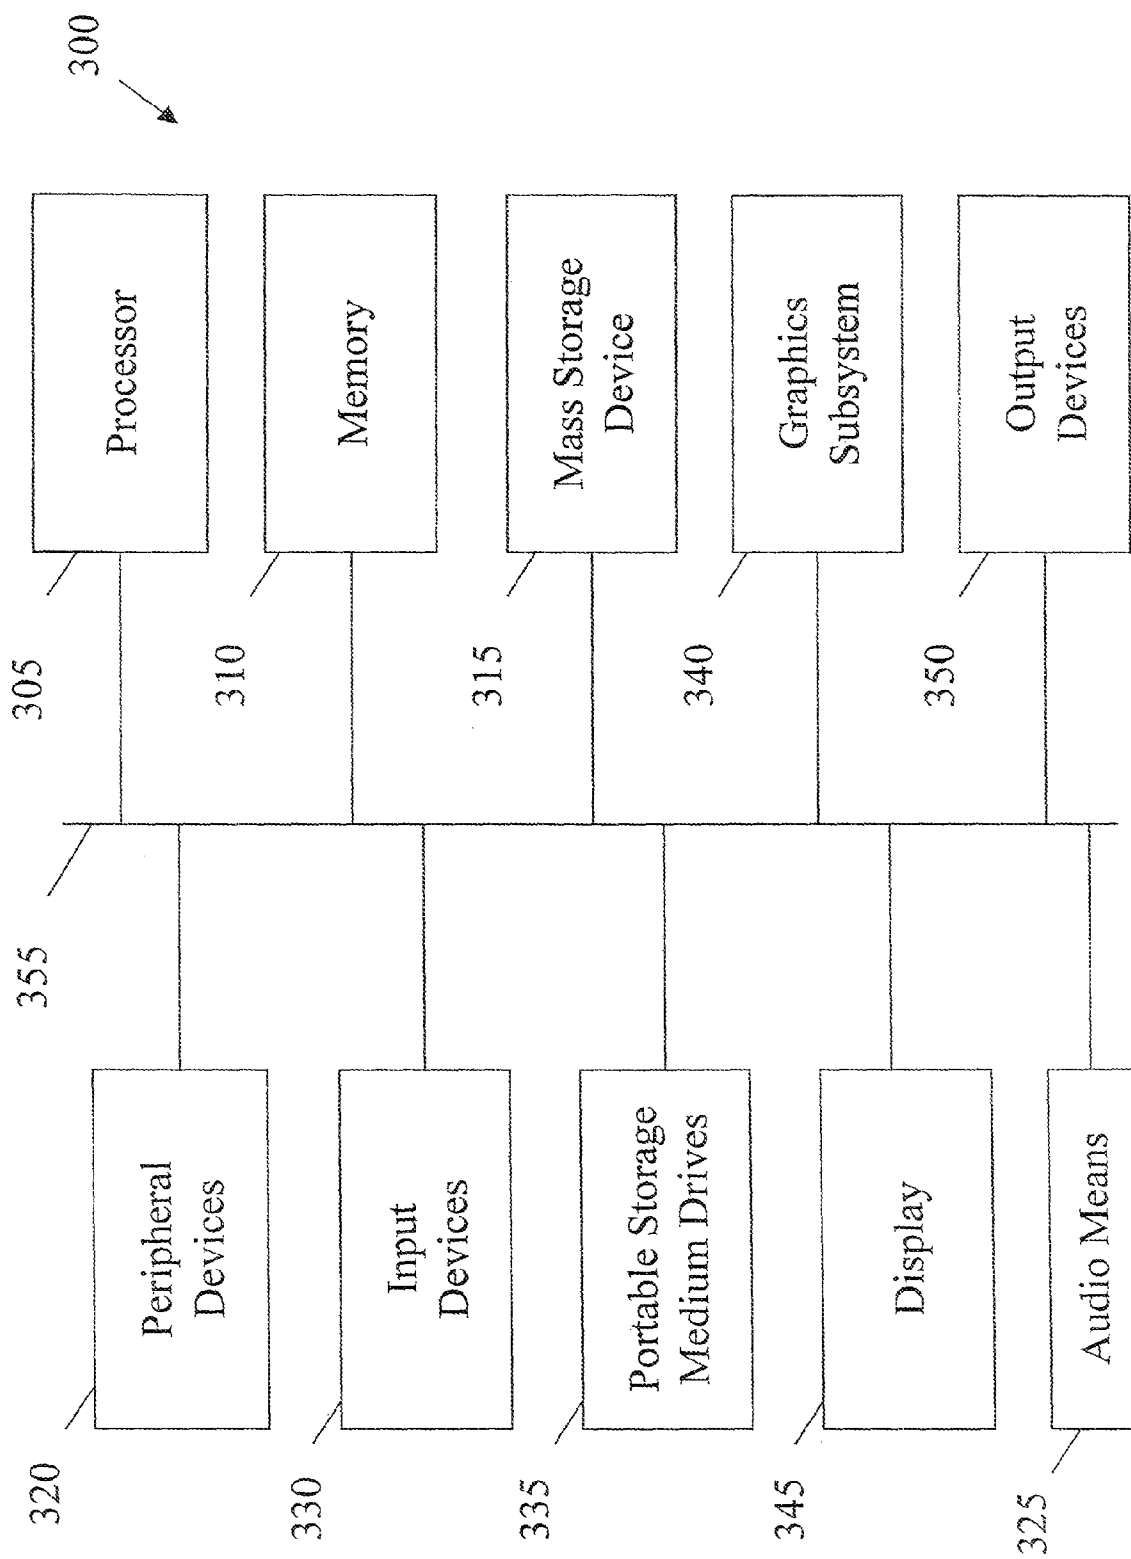 300
305
Processor
310
Memory
315
Mass Storage
Device
340
Graphics
Subsystem
350
Output
Devices
355
320
Peripheral
Devices
330
Input
Devices
335
Portable Storage
Medium Drives
345
Display
325
Audio Means